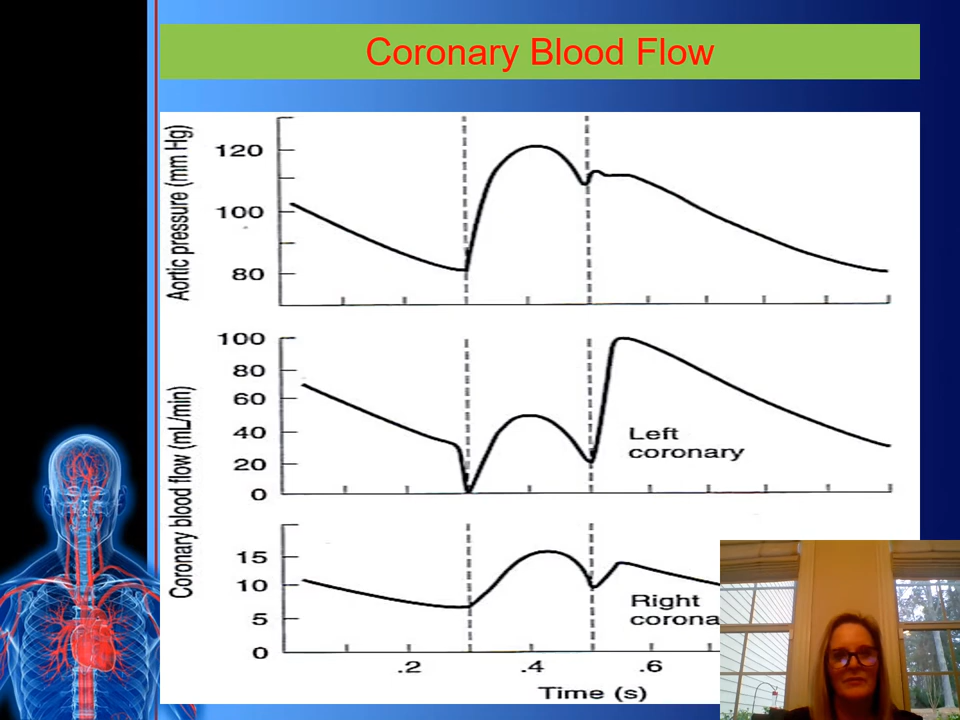 Coronary Blood Flow
Aortic pressure (mm Hg)
120
100
80
Coronary blood flow (mL/min)
100
80
60
40
20
0
Left
coronary
15
10
5
0
Right
corona
.2
.4
.6
Time (s)